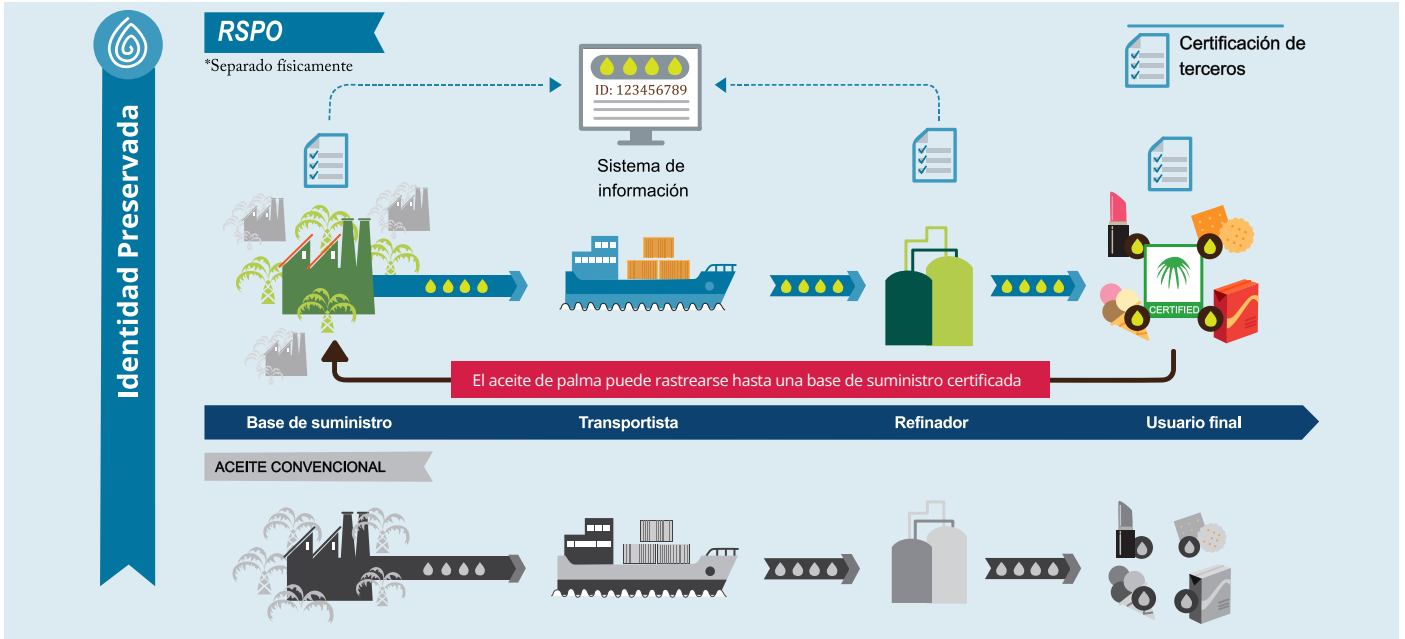 Identidad Preservada
RSPO
*Separado físicamente
ID: 123456789
Sistema de
información
Certificación de
terceros
CERTIFIED
El aceite de palma puede rastrearse hasta una base de suministro certificada
Base de suministro
Transportista
Refinador
Usuario final
ACEITE CONVENCIONAL